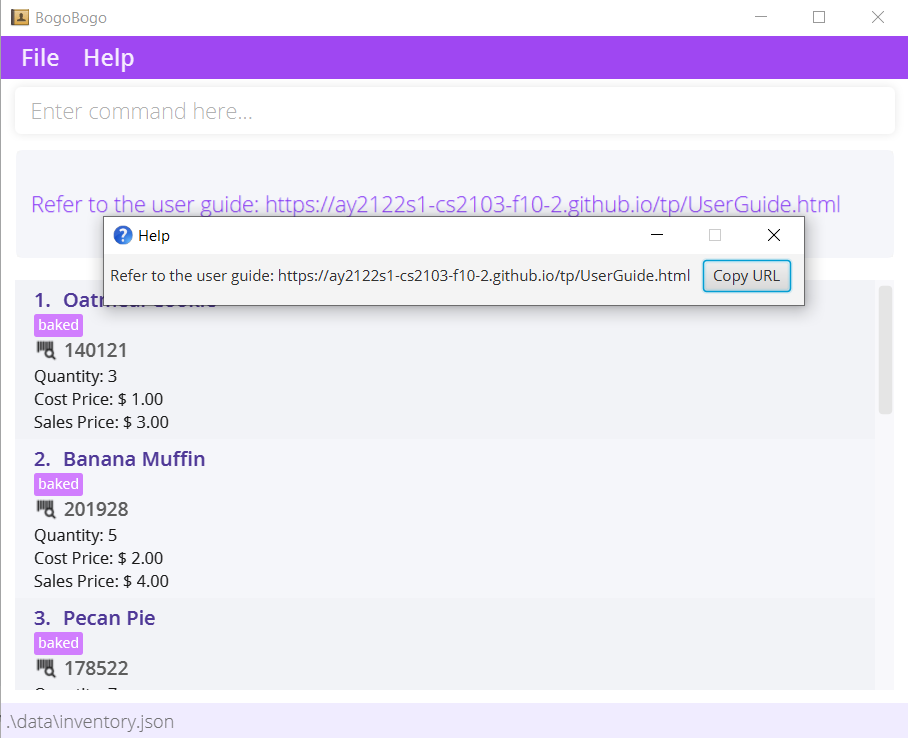 BogoBogo
File Help
Enter command here...
Refer to the user guide: https://ay2122s1-cs2103-f10-2.github.io/tp/UserGuide.html
Help
Refer to the user guide: https://ay2122s1-cs2103-f10-2.github.io/tp/UserGuide.html Copy URL
1. Oatmeal Cookie
baked
140121
Quantity: 3
Cost Price: $ 1.00
Sales Price: $ 3.00
2. Banana Muffin
baked
201928
Quantity: 5
Cost Price: $ 2.00
Sales Price: $ 4.00
3. Pecan Pie
baked
178522
.\data\inventory.json